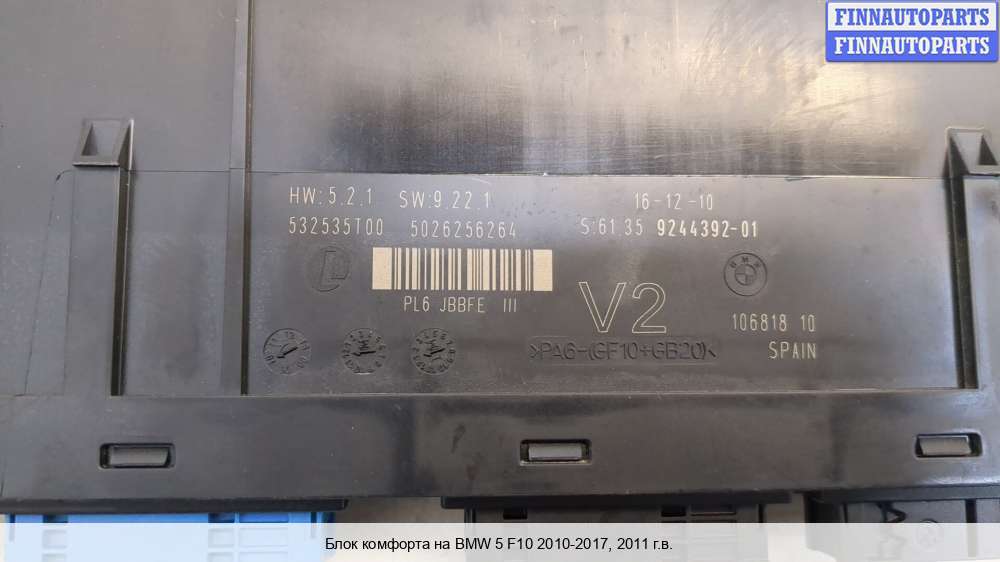 FINNAUTOPARTS
FINNAUTOPARTS
HW:5.2.1 SW:9.22.1 16-12-10
532535T00 5026256264 S:61.35 9244392-01
BMW
PL6 JBBFE III
V2
106818 10
>PA6-(GF10+GB20)<
SPAIN
Блок комфорта на BMW 5 F10 2010-2017, 2011 г.в.